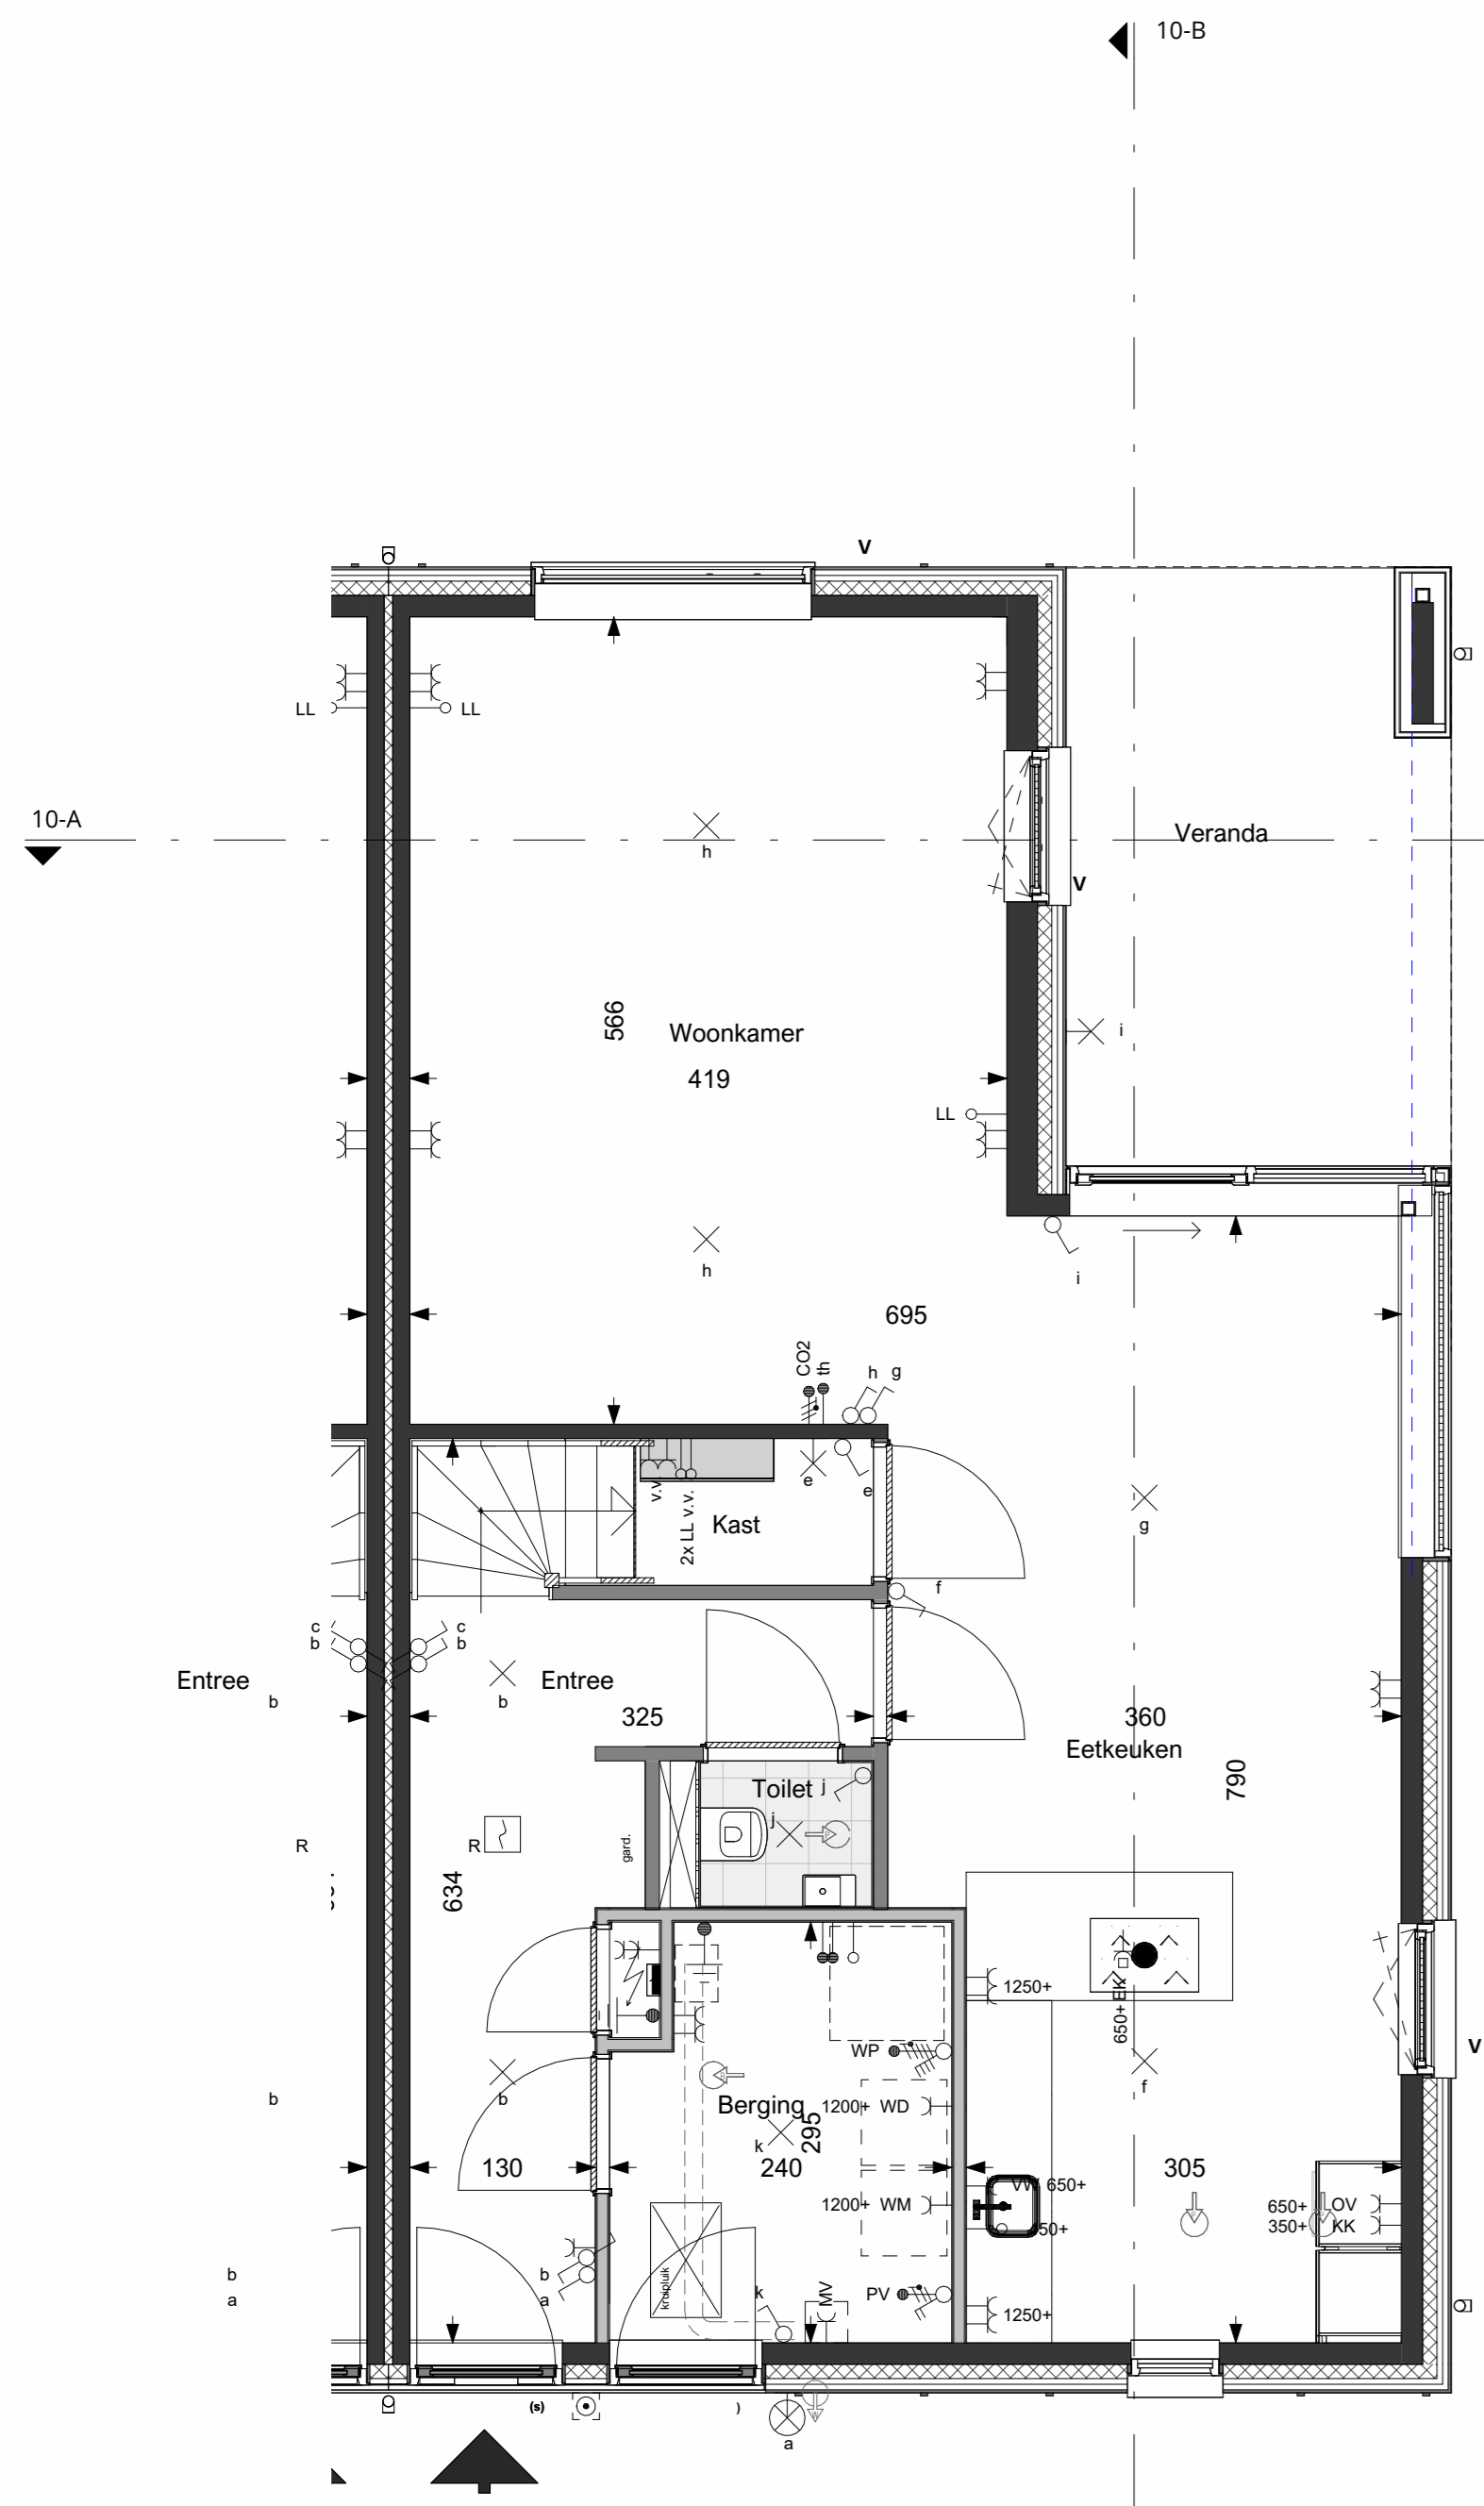 10-B
V
LL
LL
10-A
h
Veranda
V
566
Woonkamer
i
419
LL
h
i
695
CO2
th
h g
e
e
v.v.
2x LL v.v.
Kast
g
f
c
b
c
b
Entree
b
b
Entree
325
360
Eetkeuken
790
Toilet j
j
R
R
gard.
634
1250+
650+ EK
WP
V
f
b
b
Berging
1200+ WD
k
295
130
240
305
1200+ WM
VW 650+
650+ OV
350+ KK
50+
kruipluik
b
a
b
a
k
MV
PV
1250+
(s)
)
a